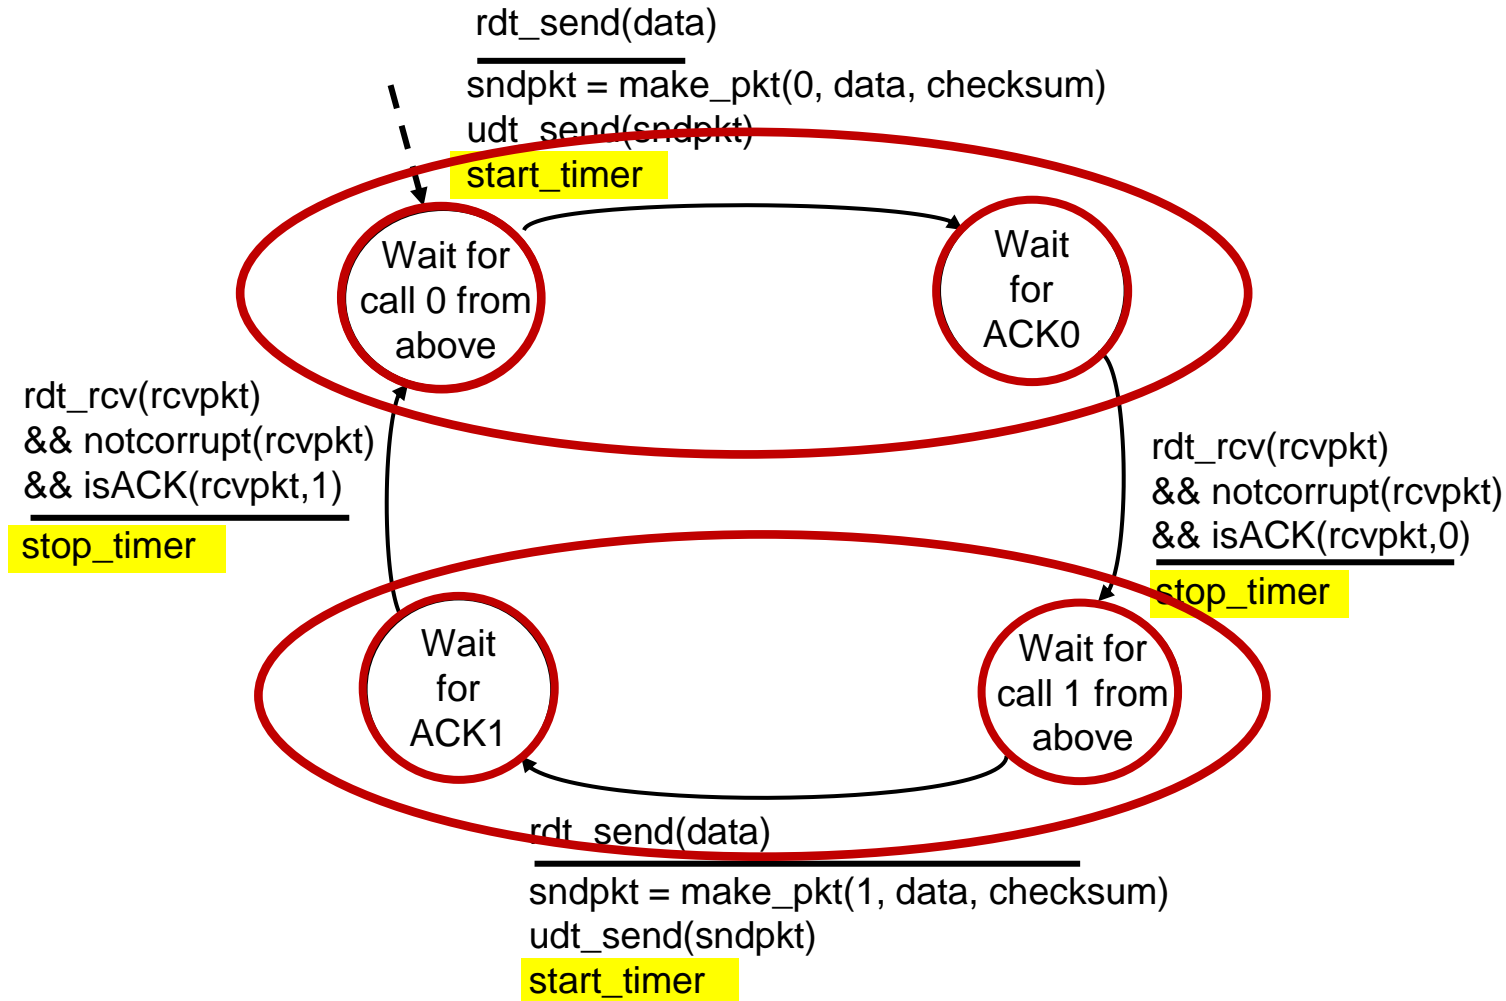 rdt_send(data)
sndpkt = make_pkt(0, data, checksum)
udt_send(sndpkt)
start_timer
Wait for
call 0 from
above
Wait
for
ACK0
rdt_rcv(rcvpkt)
&& notcorrupt(rcvpkt)
&& isACK(rcvpkt,1)
stop_timer
rdt_rcv(rcvpkt)
&& notcorrupt(rcvpkt)
&& isACK(rcvpkt,0)
stop_timer
Wait
for
ACK1
Wait for
call 1 from
above
rdt_send(data)
sndpkt = make_pkt(1, data, checksum)
udt_send(sndpkt)
start_timer